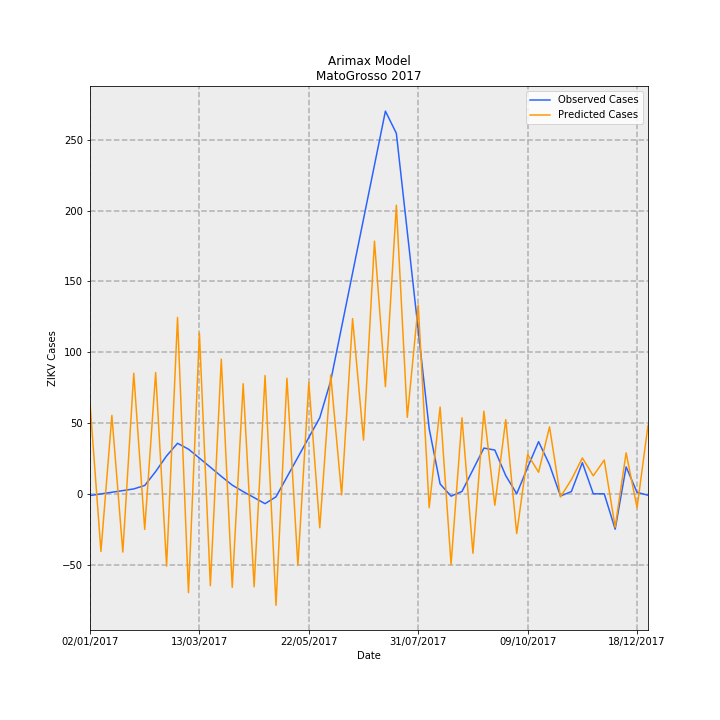 Arimax Model
MatoGrosso 2017
Observed Cases
Predicted Cases
ZIKV Cases
250
200
150
100
50
0
−50
02/01/2017 13/03/2017 22/05/2017 31/07/2017 09/10/2017 18/12/2017
Date